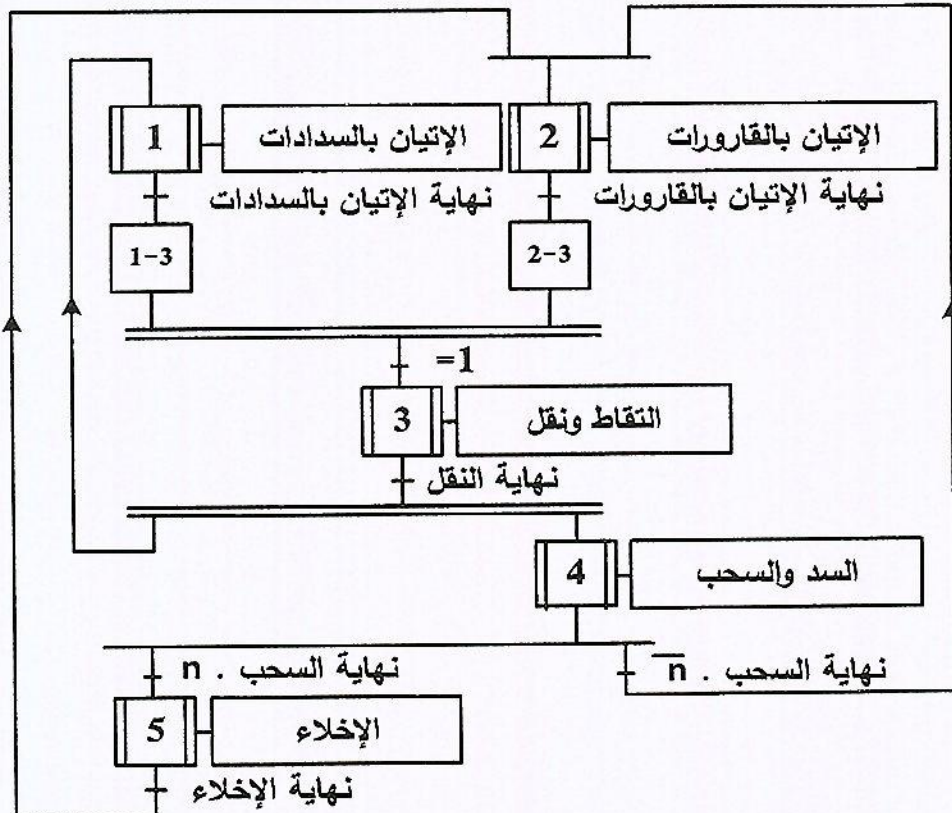 1 الإتيان بالسدادات 2 الإتيان بالقارورات
نهاية الإتيان بالسدادات نهاية الإتيان بالقارورات
1-3 2-3
=1
3 التقاط ونقل
نهاية النقل
4 السد والسحب
نهاية السحب . n نهاية السحب . n̅
5 الإخلاء
نهاية الإخلاء